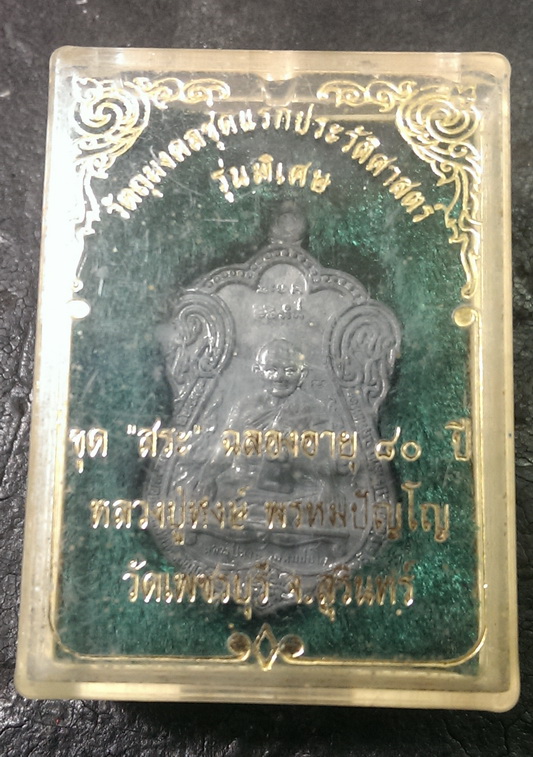 วัตถุมงคลชุดแรกประวัติศาสตร์
รุ่นพิเศษ
ชุด "สระ" ฉลองอายุ ๘๐ ปี
หลวงปู่หงษ์ พรหมปัญโญ
วัดเพชรบุรี จ.สุรินทร์